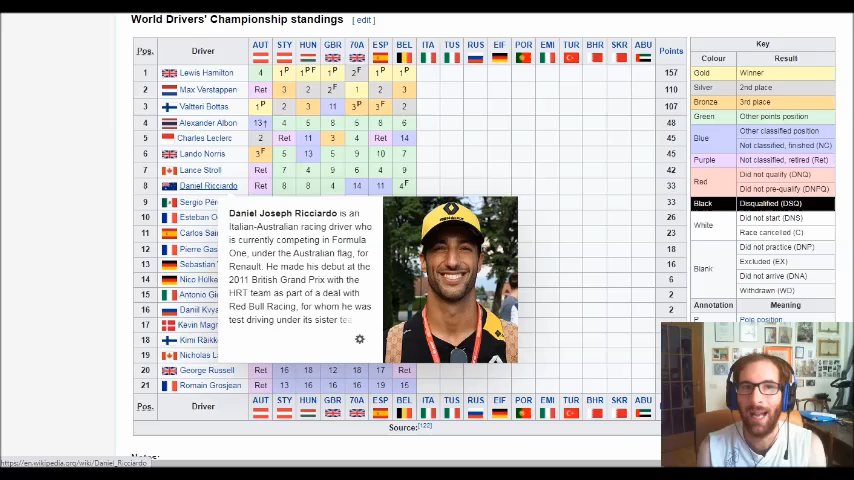 World Drivers' Championship standings [ edit ]
Pos. Driver AUT STY HUN GBR 70A ESP BEL ITA TUS RUS EIF POR EMI TUR BHR SKR ABU Points
1 Lewis Hamilton 4 1P 1PF 1P 2F 1P 1P 157
2 Max Verstappen Ret 3 2 2F 1 2 3 110
3 Valtteri Bottas 1P 2 3 11 3P 3F 2 107
4 Alexander Albon 13† 4 5 8 5 8 6 48
5 Charles Leclerc 2 Ret 11 3 4 Ret 14 45
6 Lando Norris 3F 5 13 5 9 10 7 45
7 Lance Stroll Ret 7 4 9 6 4 9 42
8 Daniel Ricciardo Ret 8 8 4 14 11 4F 33
9 Sergio Pére 33
10 Esteban O 26
11 Carlos Sai 23
12 Pierre Gas 18
13 Sebastian 16
14 Nico Hülke 6
15 Antonio Gi 2
16 Daniil Kvya 2
17 Kevin Magn
18 Kimi Räikk
19 Nicholas L
20 George Russell Ret 16 18 12 18 17 Ret
21 Romain Grosjean Ret 13 16 16 16 19 15
Pos. Driver AUT STY HUN GBR 70A ESP BEL ITA TUS RUS EIF POR EMI TUR BHR SKR ABU
Source:[122]
Daniel Joseph Ricciardo is an
Italian-Australian racing driver who
is currently competing in Formula
One, under the Australian flag, for
Renault. He made his debut at the
2011 British Grand Prix with the
HRT team as part of a deal with
Red Bull Racing, for whom he was
test driving under its sister tea
RENAULT
Key
Colour Result
Gold Winner
Silver 2nd place
Bronze 3rd place
Green Other points position
Blue Other classified position
Not classified, finished (NC)
Purple Not classified, retired (Ret)
Red Did not qualify (DNQ)
Did not pre-qualify (DNPQ)
Black Disqualified (DSQ)
White Did not start (DNS)
Race cancelled (C)
Blank Did not practice (DNP)
Excluded (EX)
Did not arrive (DNA)
Withdrawn (WD)
Annotation Meaning
P Pole position
Notes:
https://en.wikipedia.org/wiki/Daniel_Ricciardo